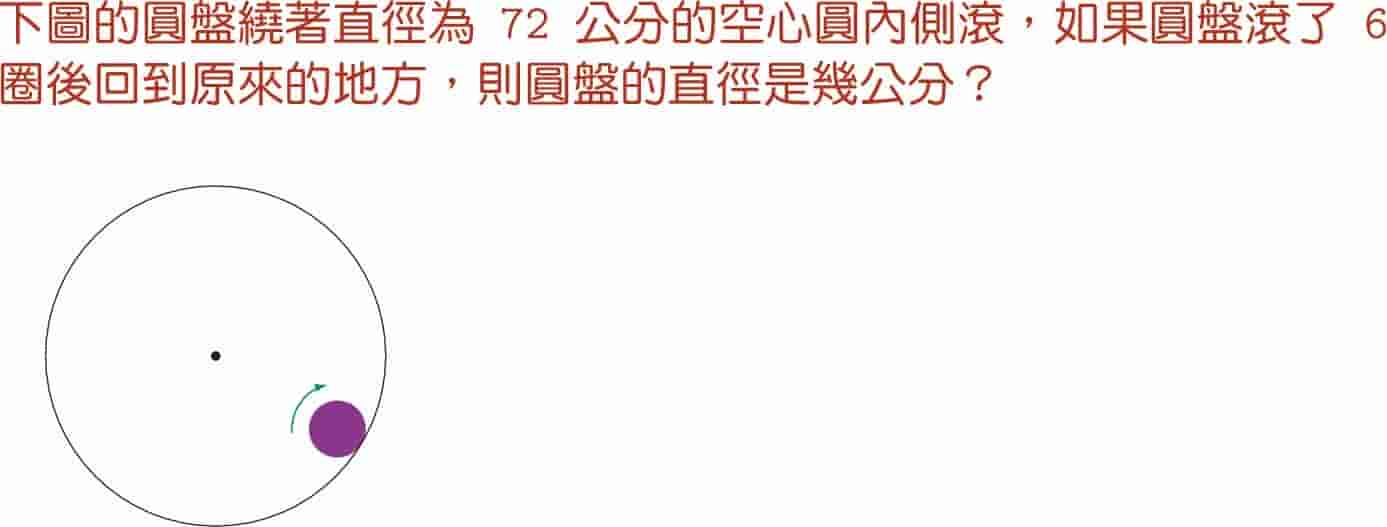 下圖的圓盤繞著直徑為 72 公分的空心圓內側滾，如果圓盤滾了 6
圈後回到原來的地方，則圓盤的直徑是幾公分？